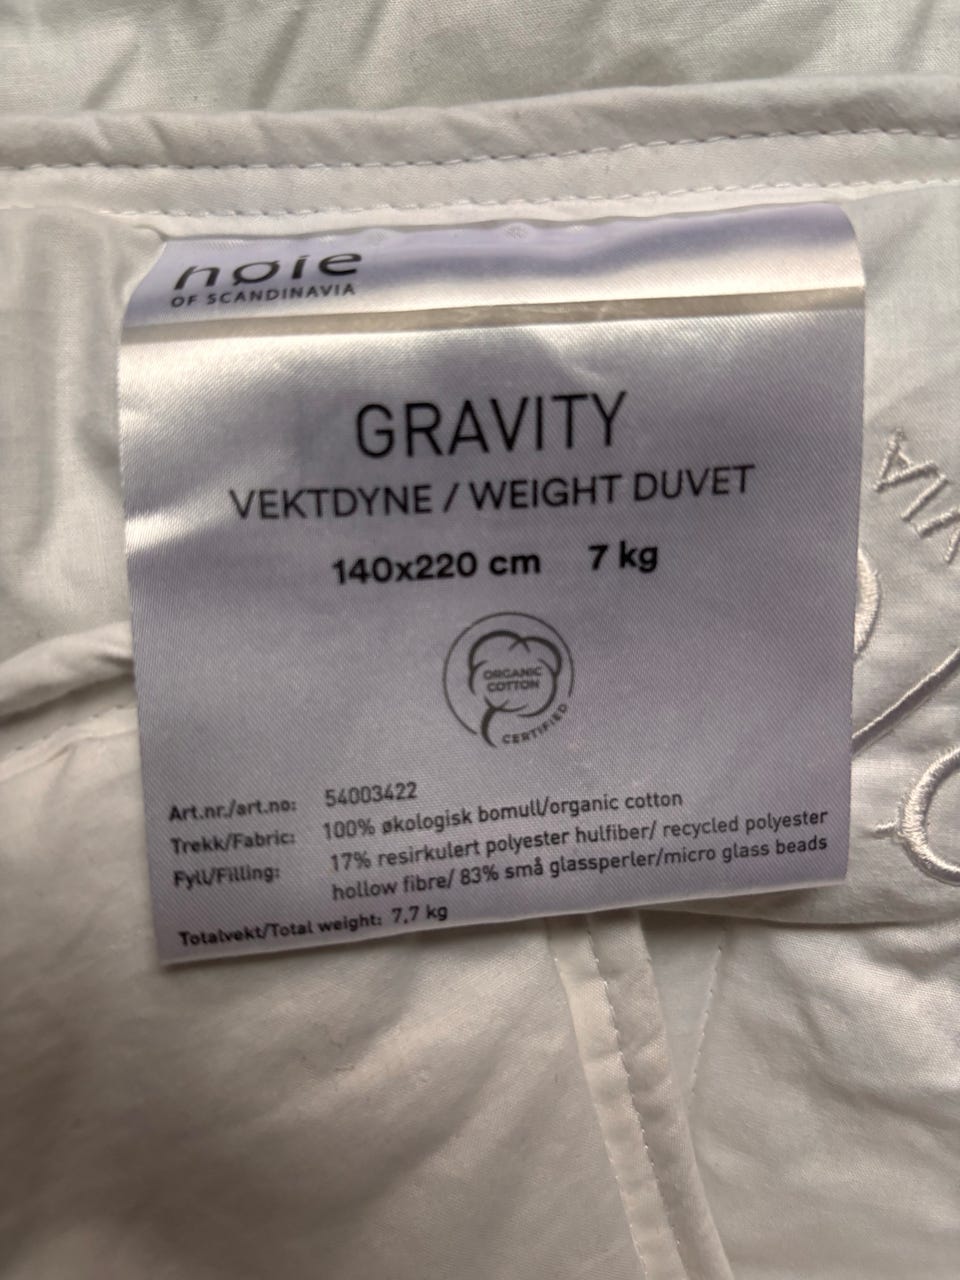 høie
OF SCANDINAVIA
GRAVITY
VEKTDYNE / WEIGHT DUVET
140x220 cm 7 kg
ORGANIC
COTTON
CERTIFIED
Art.nr./art.no: 54003422
Trekk/Fabric: 100% økologisk bomull/organic cotton
Fyll/Filling: 17% resirkulert polyester hulfiber/ recycled polyester
hollow fibre/ 83% små glassperler/micro glass beads
Totalvekt/Total weight: 7,7 kg